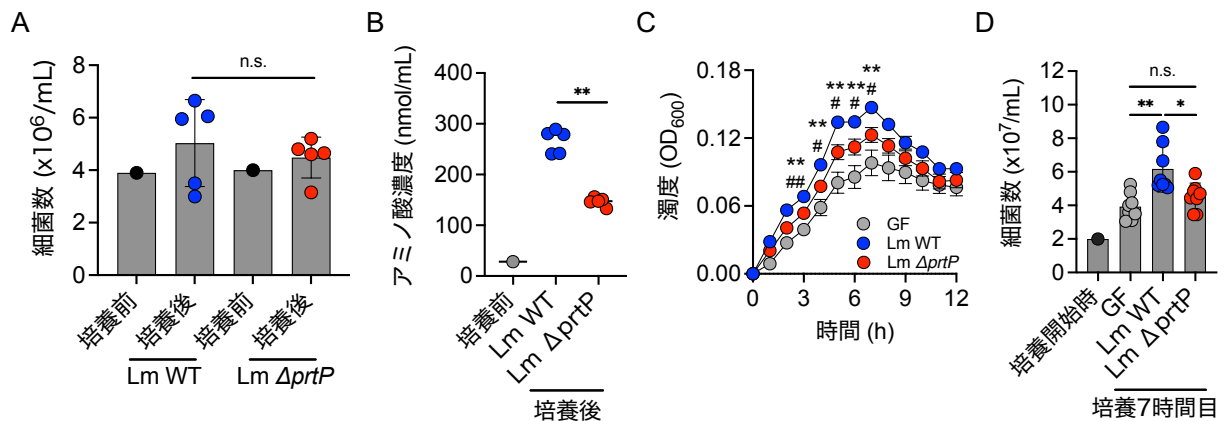 A
細菌数 (x10⁶/mL)
8
6
4
2
0
n.s.
培養前
培養後
培養前
培養後
Lm WT
Lm ΔprtP
B
アミノ酸濃度 (nmol/mL)
400
300
200
100
0
**
培養前
Lm WT
Lm ΔprtP
培養後
C
濁度 (OD₆₀₀)
0.18
0.12
0.06
0.00
**
##
**
#
**
#
**
#
**
#
GF
Lm WT
Lm ΔprtP
0
3
6
9
12
時間 (h)
D
細菌数 (x10⁷/mL)
12
10
8
6
4
2
0
n.s.
**
*
培養開始時
GF
Lm WT
Lm ΔprtP
培養7時間目